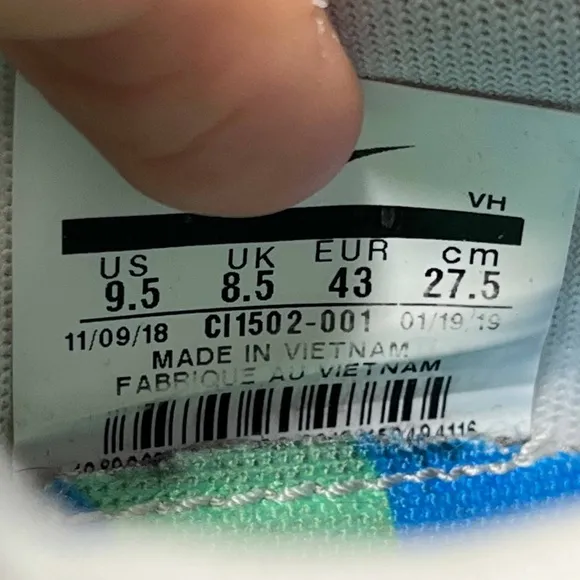 VH
US UK EUR cm
9.5 8.5 43 27.5
11/09/18 CI1502-001 01/19/19
MADE IN VIETNAM
FABRIQUE AU VIETNAM